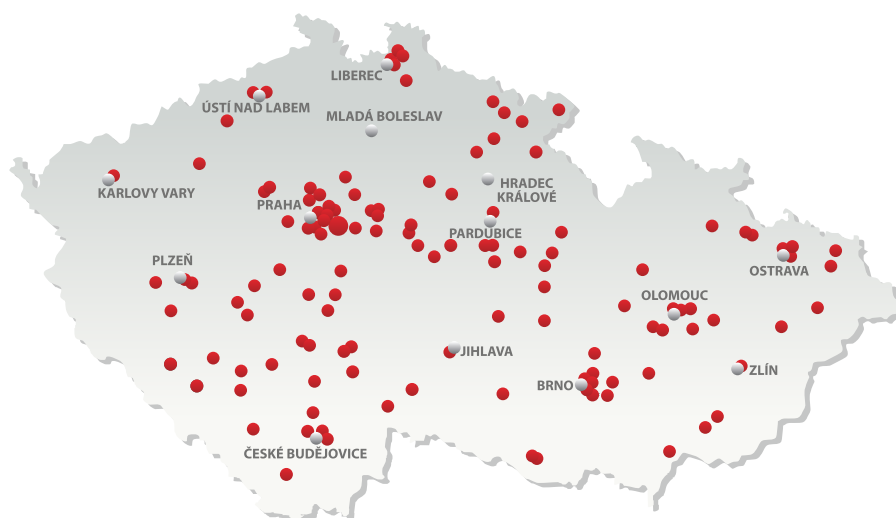 LIBEREC
ÚSTÍ NAD LABEM
MLADÁ BOLESLAV
KARLOVY VARY
HRADEC
KRÁLOVÉ
PRAHA
PARDUBICE
PLZEŇ
OSTRAVA
OLOMOUC
JIHLAVA
ZLÍN
BRNO
ČESKÉ BUDĚJOVICE